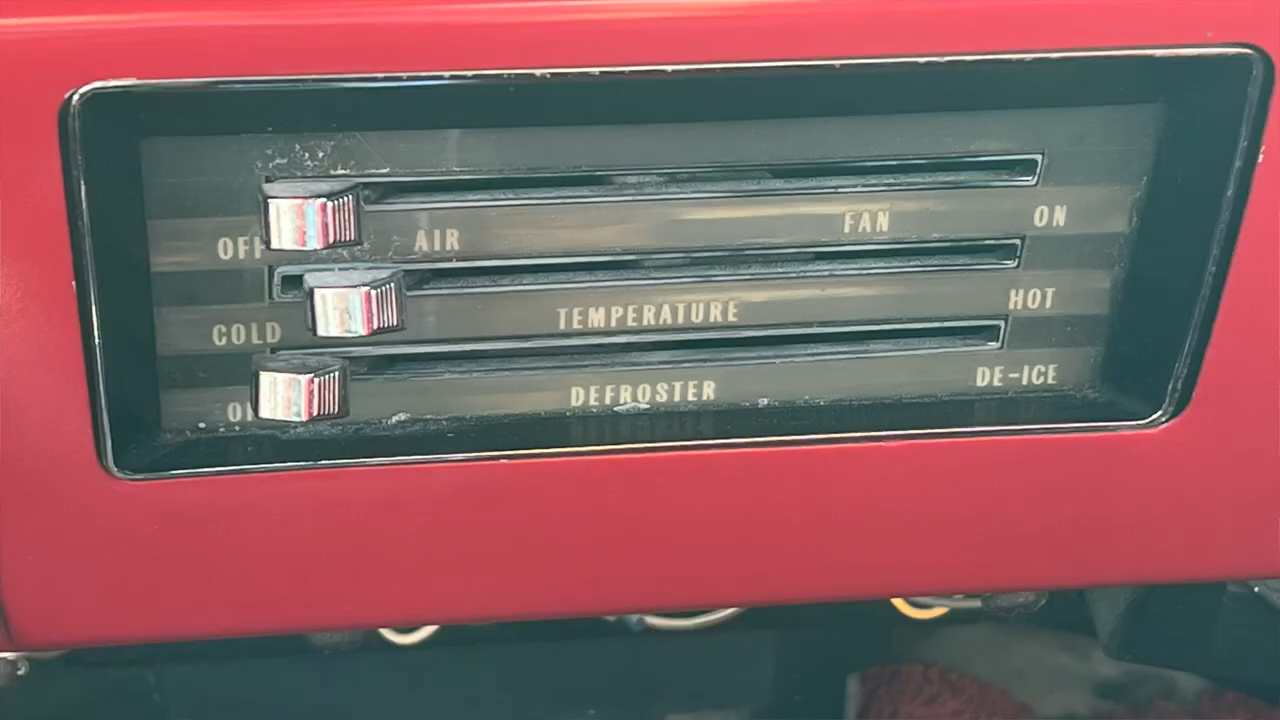 OFF AIR FAN ON
COLD TEMPERATURE HOT
DEFROSTER DE-ICE